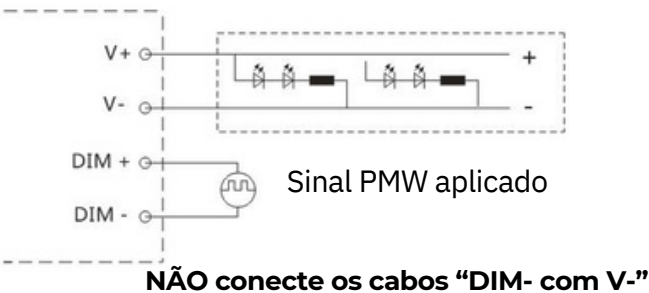 V+
+
V-
-
DIM +
Sinal PMW aplicado
DIM -
NÃO conecte os cabos “DIM- com V-”